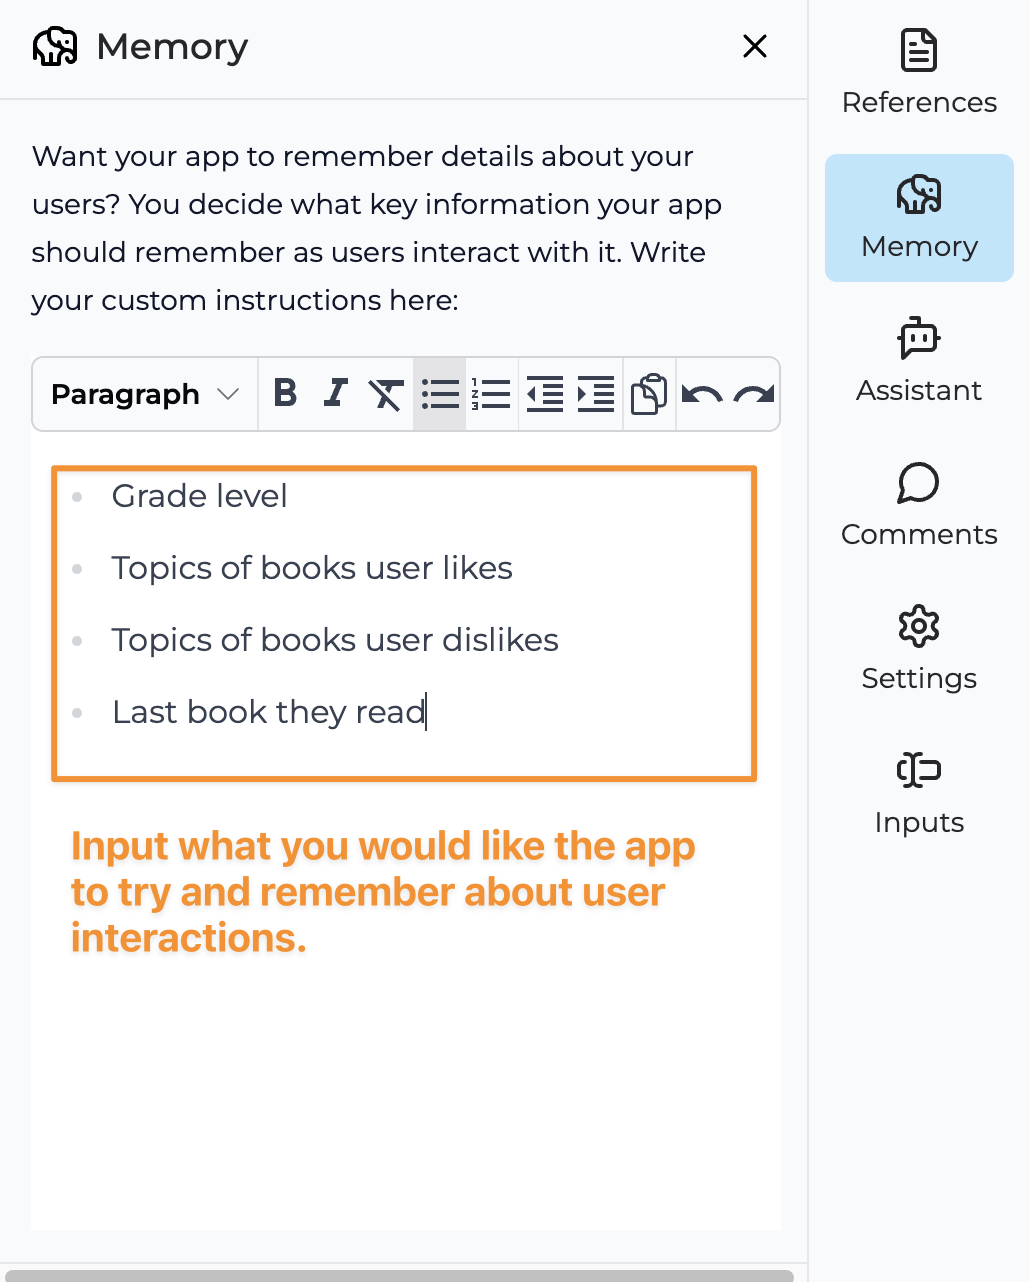 Memory
Want your app to remember details about your
users? You decide what key information your app
should remember as users interact with it. Write
your custom instructions here:
Paragraph
Grade level
Topics of books user likes
Topics of books user dislikes
Last book they read
Input what you would like the app
to try and remember about user
interactions.
References
Memory
Assistant
Comments
Settings
Inputs